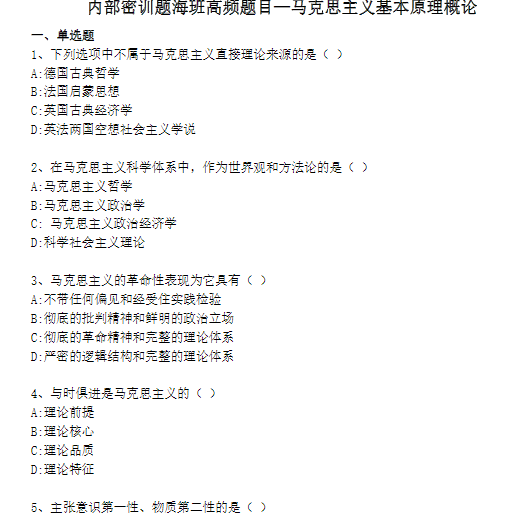 内部密训题海班高频题目—马克思主义基本原理概论
一、单选题
1、下列选项中不属于马克思主义直接理论来源的是（ ）
A:德国古典哲学
B:法国启蒙思想
C:英国古典经济学
D:英法两国空想社会主义学说
2、在马克思主义科学体系中，作为世界观和方法论的是（ ）
A:马克思主义哲学
B:马克思主义政治学
C: 马克思主义政治经济学
D:科学社会主义理论
3、马克思主义的革命性表现为它具有（ ）
A:不带任何偏见和经受住实践检验
B:彻底的批判精神和鲜明的政治立场
C:彻底的革命精神和完整的理论体系
D:严密的逻辑结构和完整的理论体系
4、与时俱进是马克思主义的（ ）
A:理论前提
B:理论核心
C:理论品质
D:理论特征
5、主张意识第一性、物质第二性的是（ ）